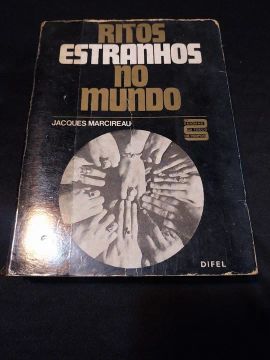 RITOS
ESTRANHOS
NO
MUNDO
JACQUES MARCIREAU
DIFEL